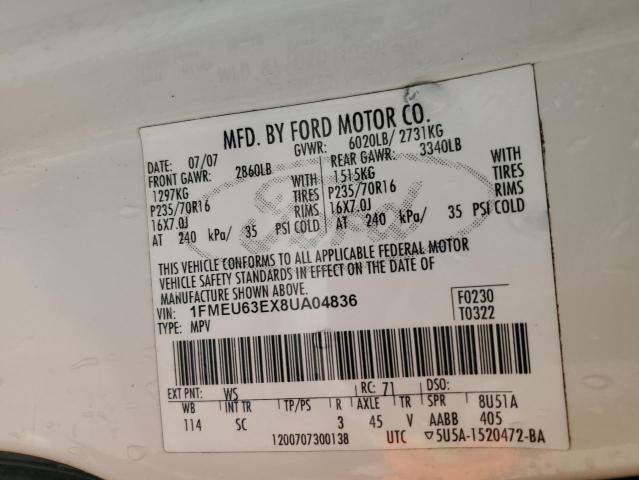 MFD. BY FORD MOTOR CO.
07/07 GVWR: 6020LB/ 2731KG
FRONT GAWR: 2860LB REAR GAWR: 3340LB
1297KG WITH 1515KG WITH
P235/70R16 TIRES P235/70R16 TIRES
16X7.0J RIMS 16X7.0J RIMS
AT 240 kPa/ 35 PSI COLD AT 240 kPa/ 35 PSI COLD
Ford
THIS VEHICLE CONFORMS TO ALL APPLICABLE FEDERAL MOTOR
VEHICLE SAFETY STANDARDS IN EFFECT ON THE DATE OF
MANUFACTURE SHOWN ABOVE.
VIN: 1FMEU63EX8UA04836 F0230
TYPE: MPV T0322
EXT PNT: WS RC: 71 DSO:
WB INT TR TP/PS R AXLE TR SPR 8U51A
114 SC 3 45 V AABB 405
1200707300138 UTC ▽5U5A-1520472-BA